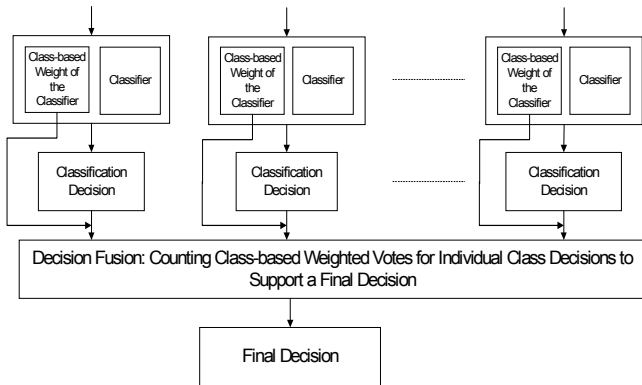 Class-based
Weight of
the
Classifier
Classifier
Class-based
Weight of
the
Classifier
Classifier
Class-based
Weight of
the
Classifier
Classifier
Classification
Decision
Classification
Decision
Classification
Decision
Decision Fusion: Counting Class-based Weighted Votes for Individual Class Decisions to
Support a Final Decision
Final Decision